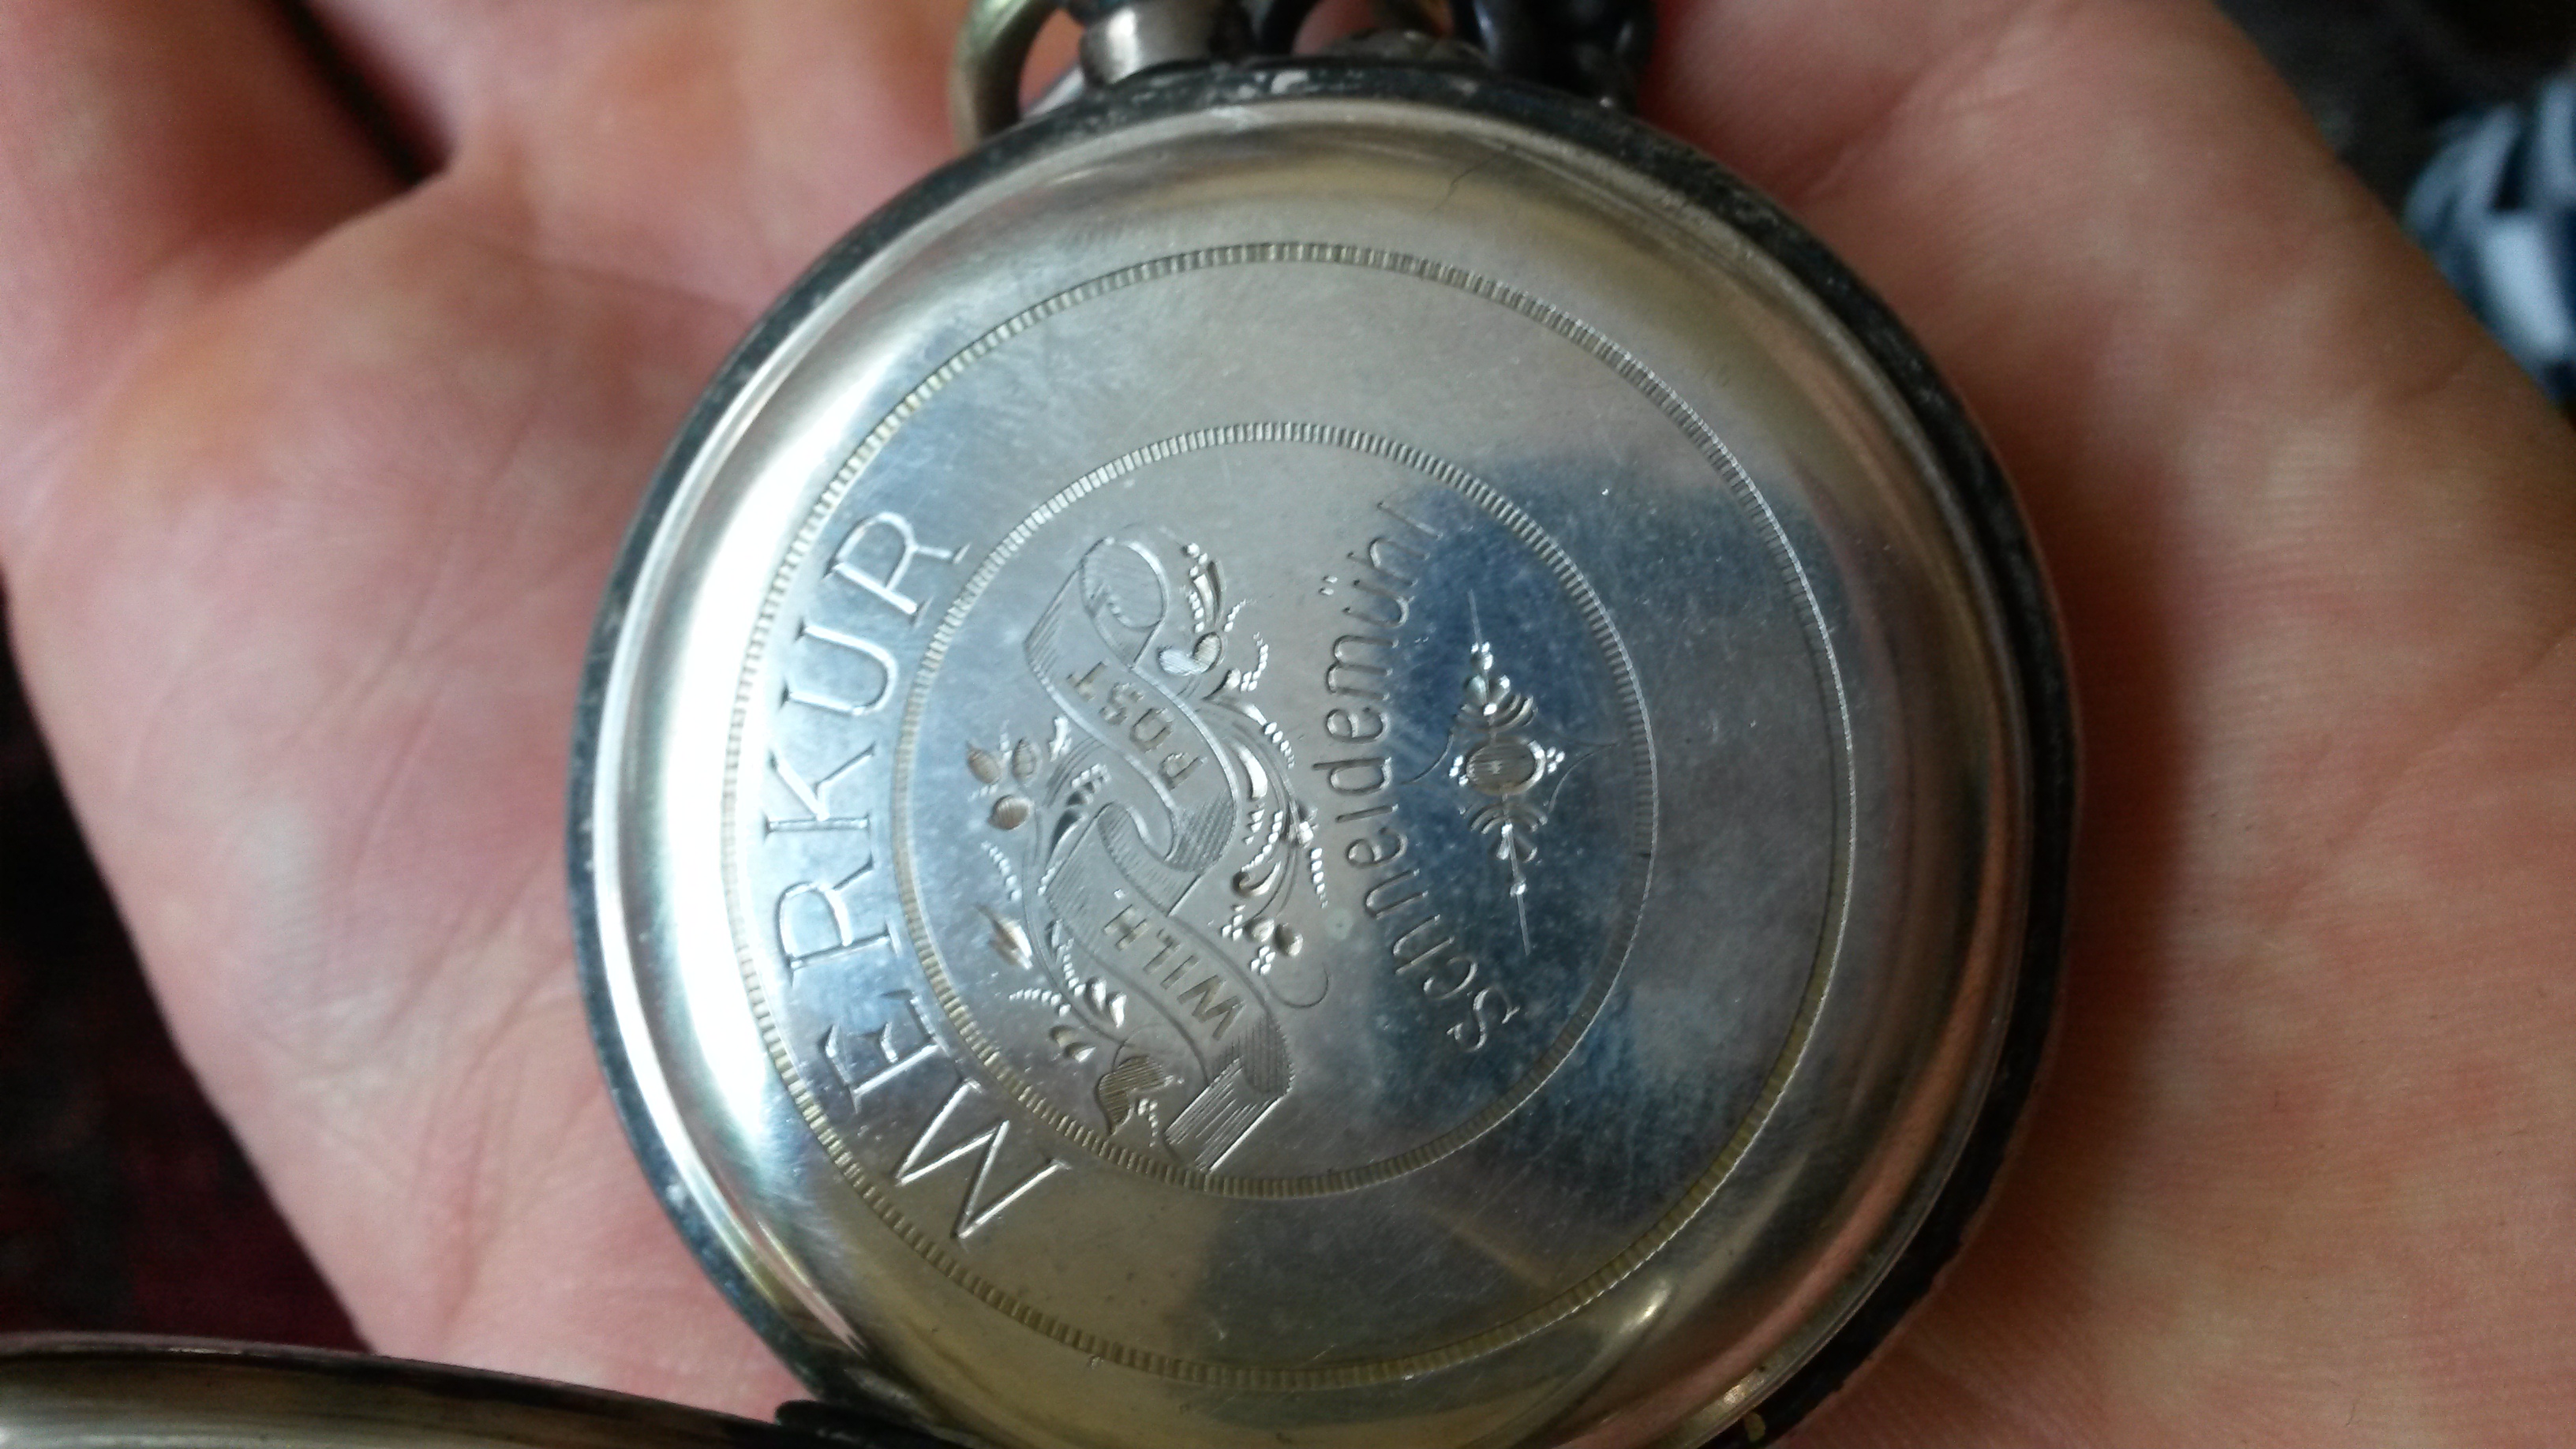 MERKUR
WILH. POST
Schneidemühl